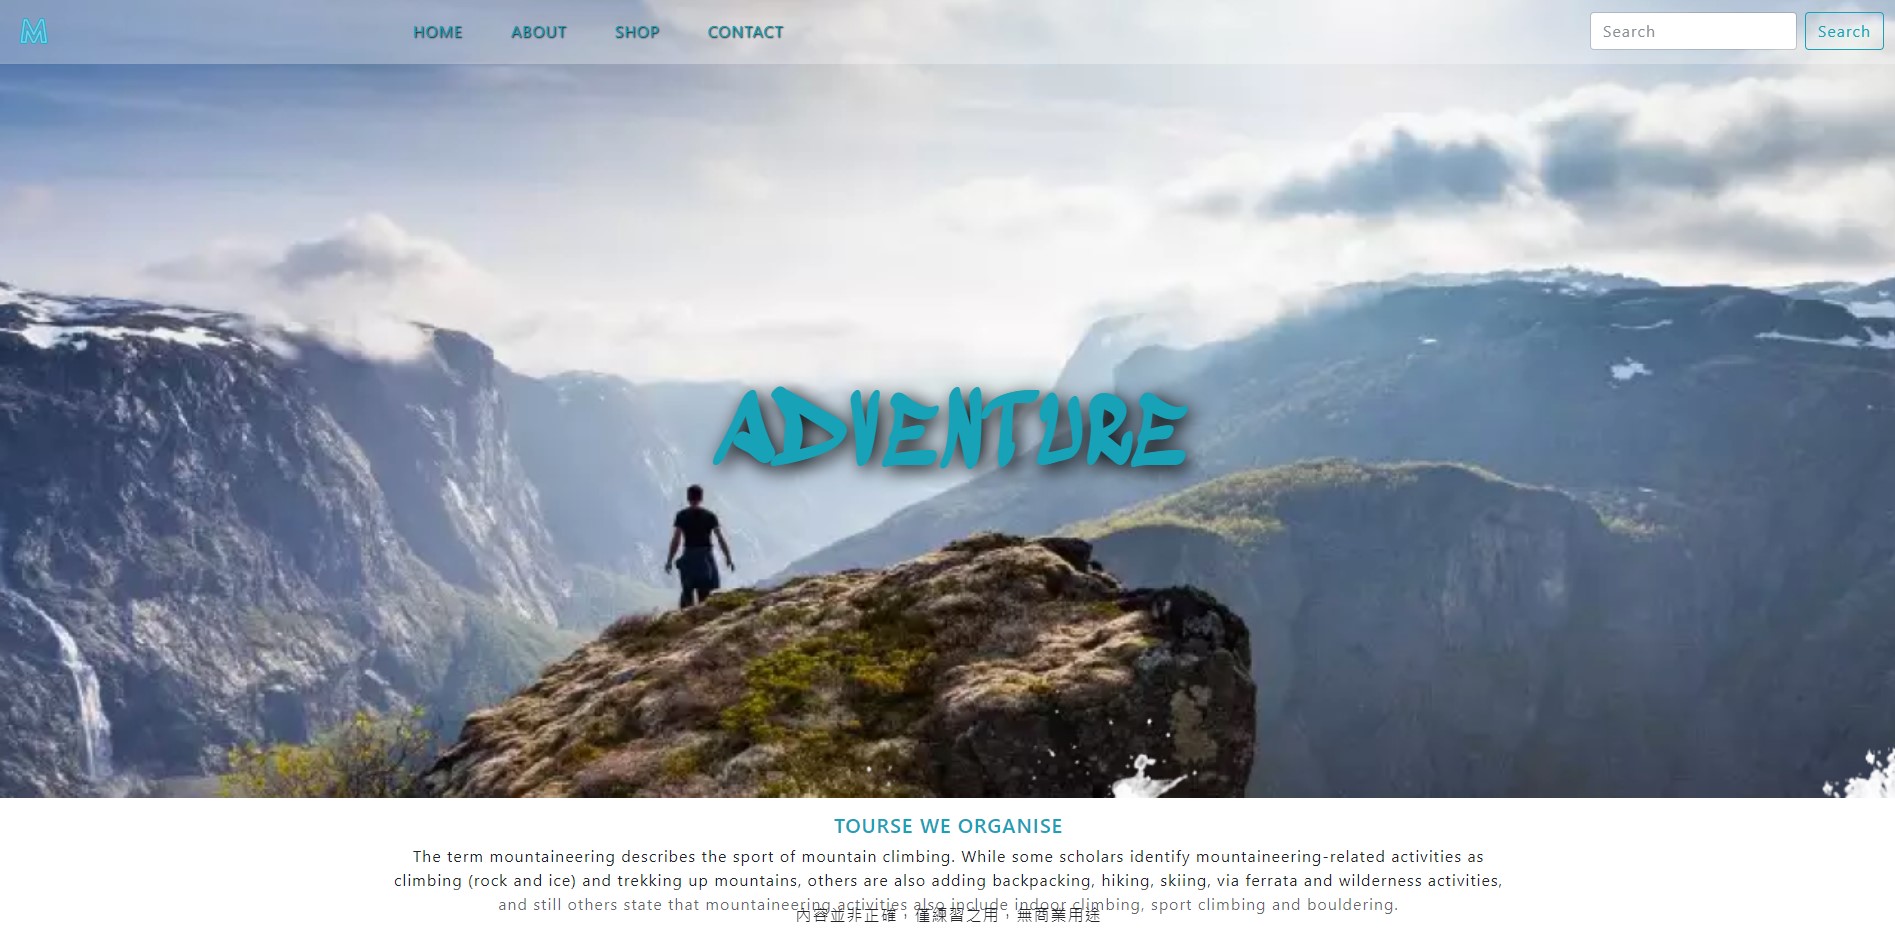 M
HOME ABOUT SHOP CONTACT Search Search
ADVENTURE
TOURSE WE ORGANISE
The term mountaineering describes the sport of mountain climbing. While some scholars identify mountaineering-related activities as
climbing (rock and ice) and trekking up mountains, others are also adding backpacking, hiking, skiing, via ferrata and wilderness activities,
and still others state that mountaineering activities also include indoor climbing, sport climbing and bouldering.
內容並非正確，僅練習之用，無商業用途